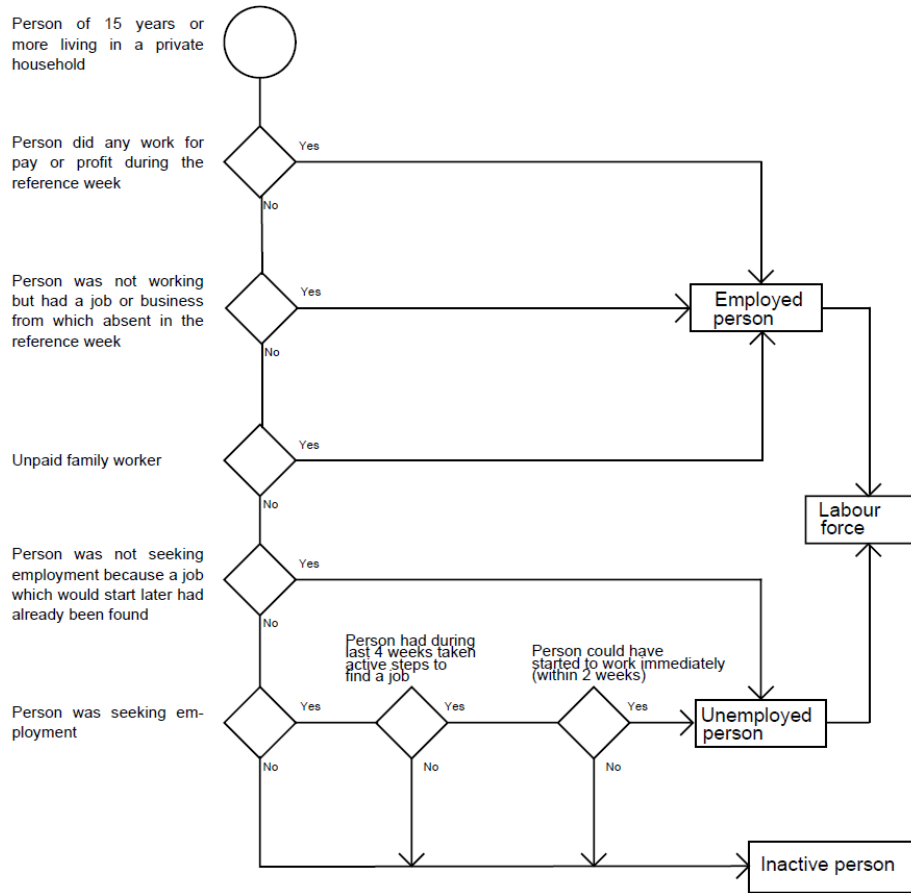 Person of 15 years or
more living in a private
household
Person did any work for
pay or profit during the
reference week
Yes
No
Person was not working
but had a job or business
from which absent in the
reference week
Yes
No
Employed
person
Unpaid family worker
Yes
No
Labour
force
Person was not seeking
employment because a job
which would start later had
already been found
Yes
No
Person had during
last 4 weeks taken
active steps to
find a job
Person could have
started to work immediately
(within 2 weeks)
Person was seeking em-
ployment
Yes
Yes
Yes
Unemployed
person
No
No
No
Inactive person